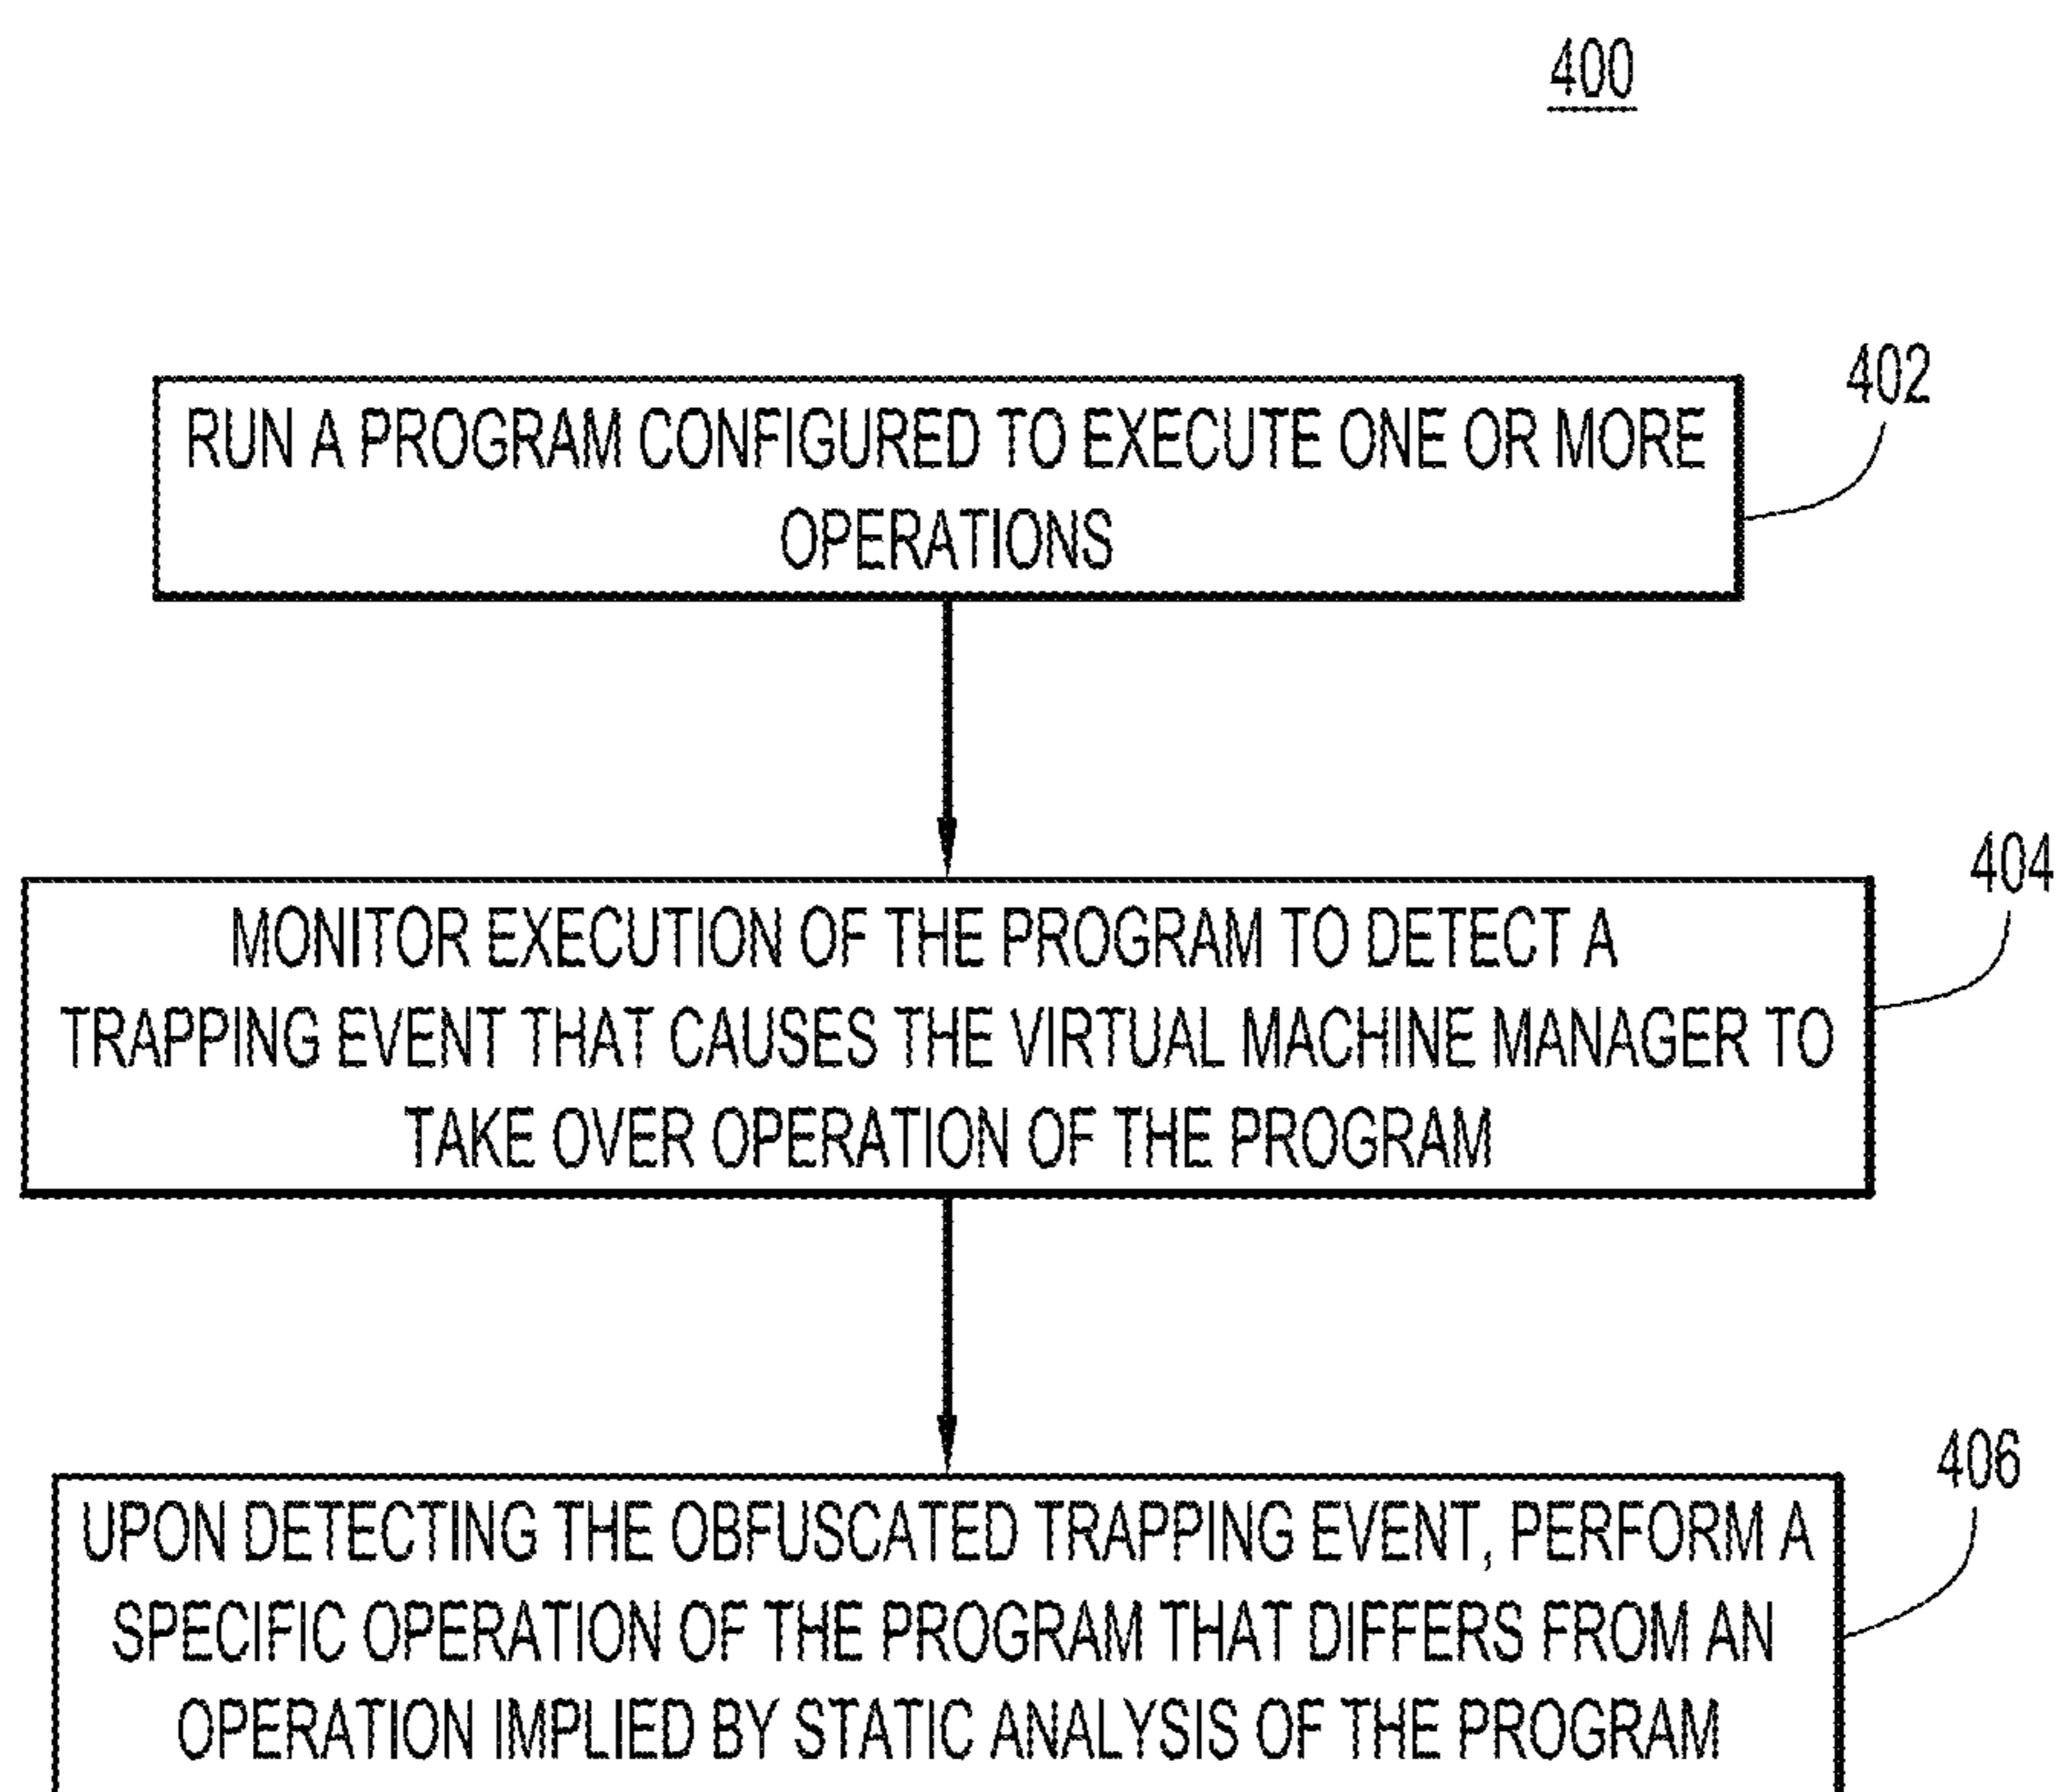 400
402
RUN A PROGRAM CONFIGURED TO EXECUTE ONE OR MORE
OPERATIONS
404
MONITOR EXECUTION OF THE PROGRAM TO DETECT A
TRAPPING EVENT THAT CAUSES THE VIRTUAL MACHINE MANAGER TO
TAKE OVER OPERATION OF THE PROGRAM
406
UPON DETECTING THE OBFUSCATED TRAPPING EVENT, PERFORM A
SPECIFIC OPERATION OF THE PROGRAM THAT DIFFERS FROM AN
OPERATION IMPLIED BY STATIC ANALYSIS OF THE PROGRAM